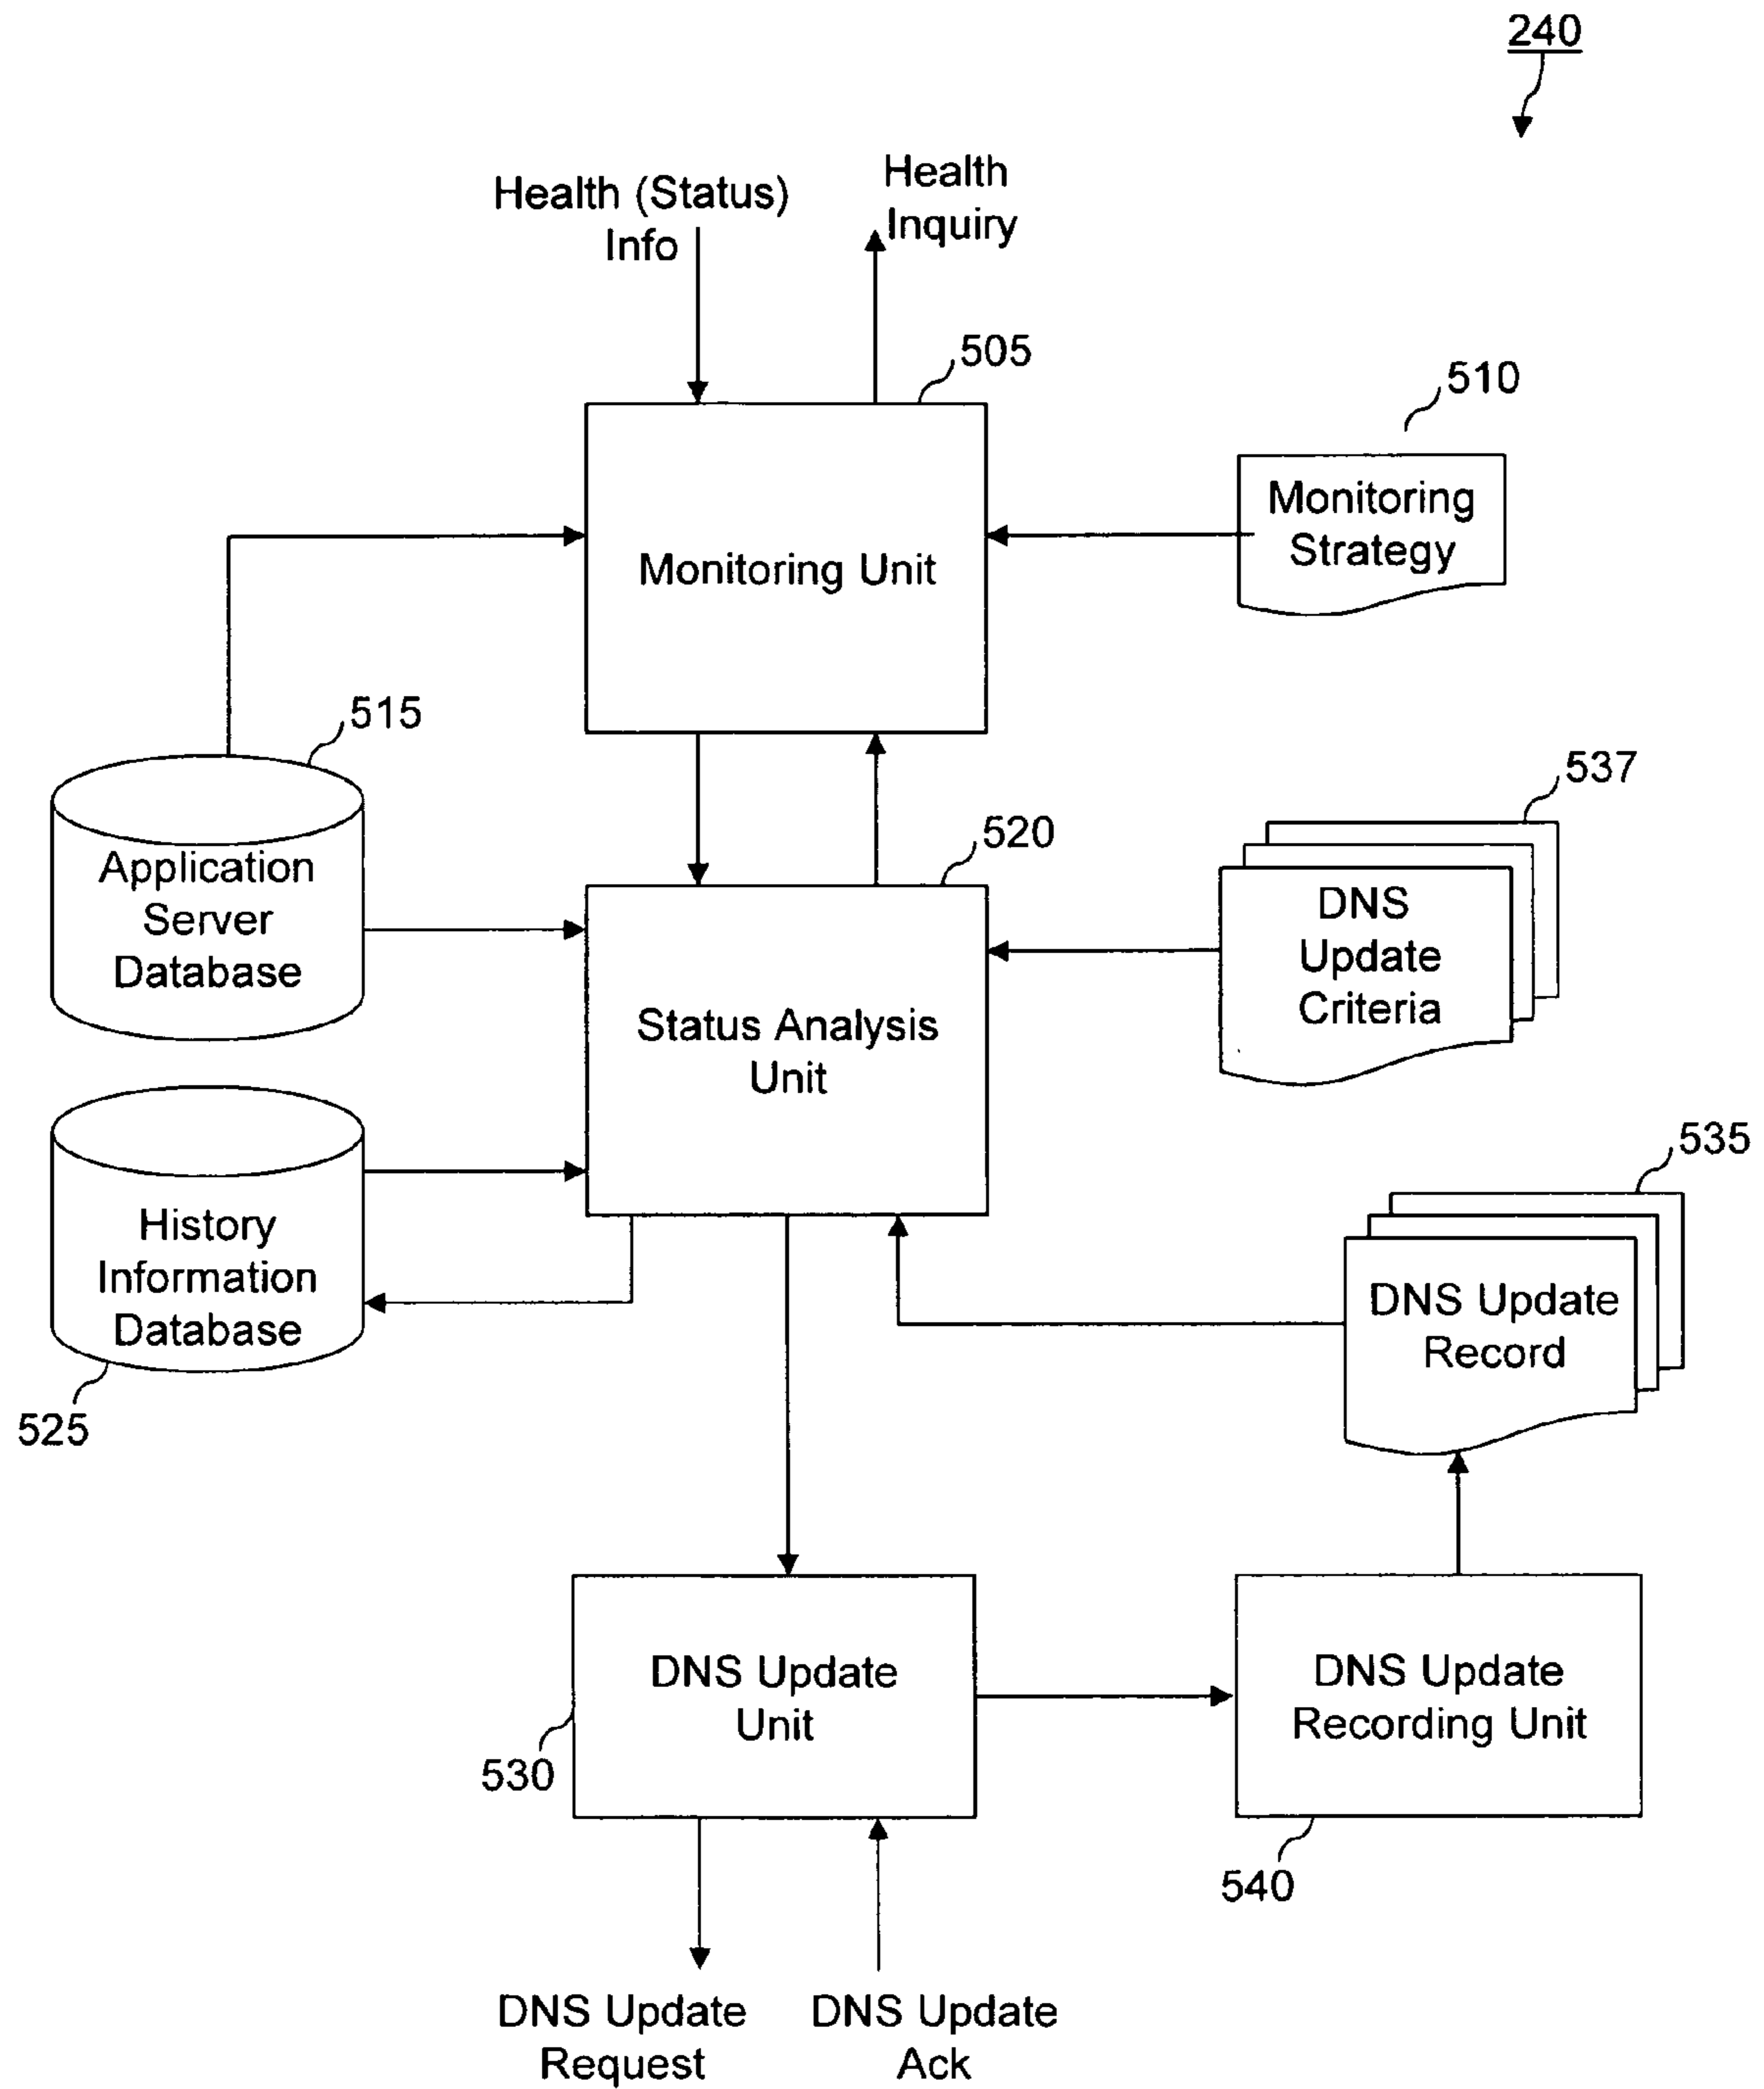 240
Health (Status)
Info
Health
Inquiry
505
510
Monitoring
Strategy
Monitoring Unit
515
537
520
Application
Server
Database
DNS
Update
Criteria
Status Analysis
Unit
535
History
Information
Database
DNS Update
Record
525
DNS Update
Unit
DNS Update
Recording Unit
530
540
DNS Update
Request
DNS Update
Ack